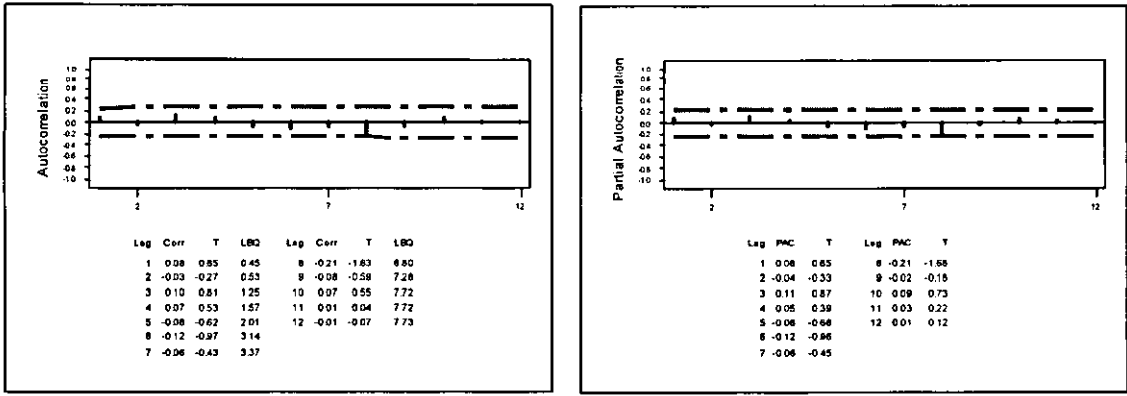 Autocorrelation
1.0
0.8
0.6
0.4
0.2
0.0
-0.2
-0.4
-0.6
-0.8
-1.0
2 7 12
Lag Corr T LBQ Lag Corr T LBQ
1 0.08 0.65 0.45 8 -0.21 -1.63 6.80
2 -0.03 -0.27 0.53 9 -0.08 -0.59 7.28
3 0.10 0.81 1.25 10 0.07 0.55 7.72
4 0.07 0.53 1.57 11 0.01 0.04 7.72
5 -0.08 -0.62 2.01 12 -0.01 -0.07 7.73
6 -0.12 -0.97 3.14
7 -0.06 -0.43 3.37
Partial Autocorrelation
1.0
0.8
0.6
0.4
0.2
0.0
-0.2
-0.4
-0.6
-0.8
-1.0
2 7 12
Lag PAC T Lag PAC T
1 0.08 0.65 8 -0.21 -1.68
2 -0.04 -0.33 9 -0.02 -0.18
3 0.11 0.87 10 0.09 0.73
4 0.05 0.39 11 0.03 0.22
5 -0.08 -0.68 12 0.01 0.12
6 -0.12 -0.96
7 -0.06 -0.45